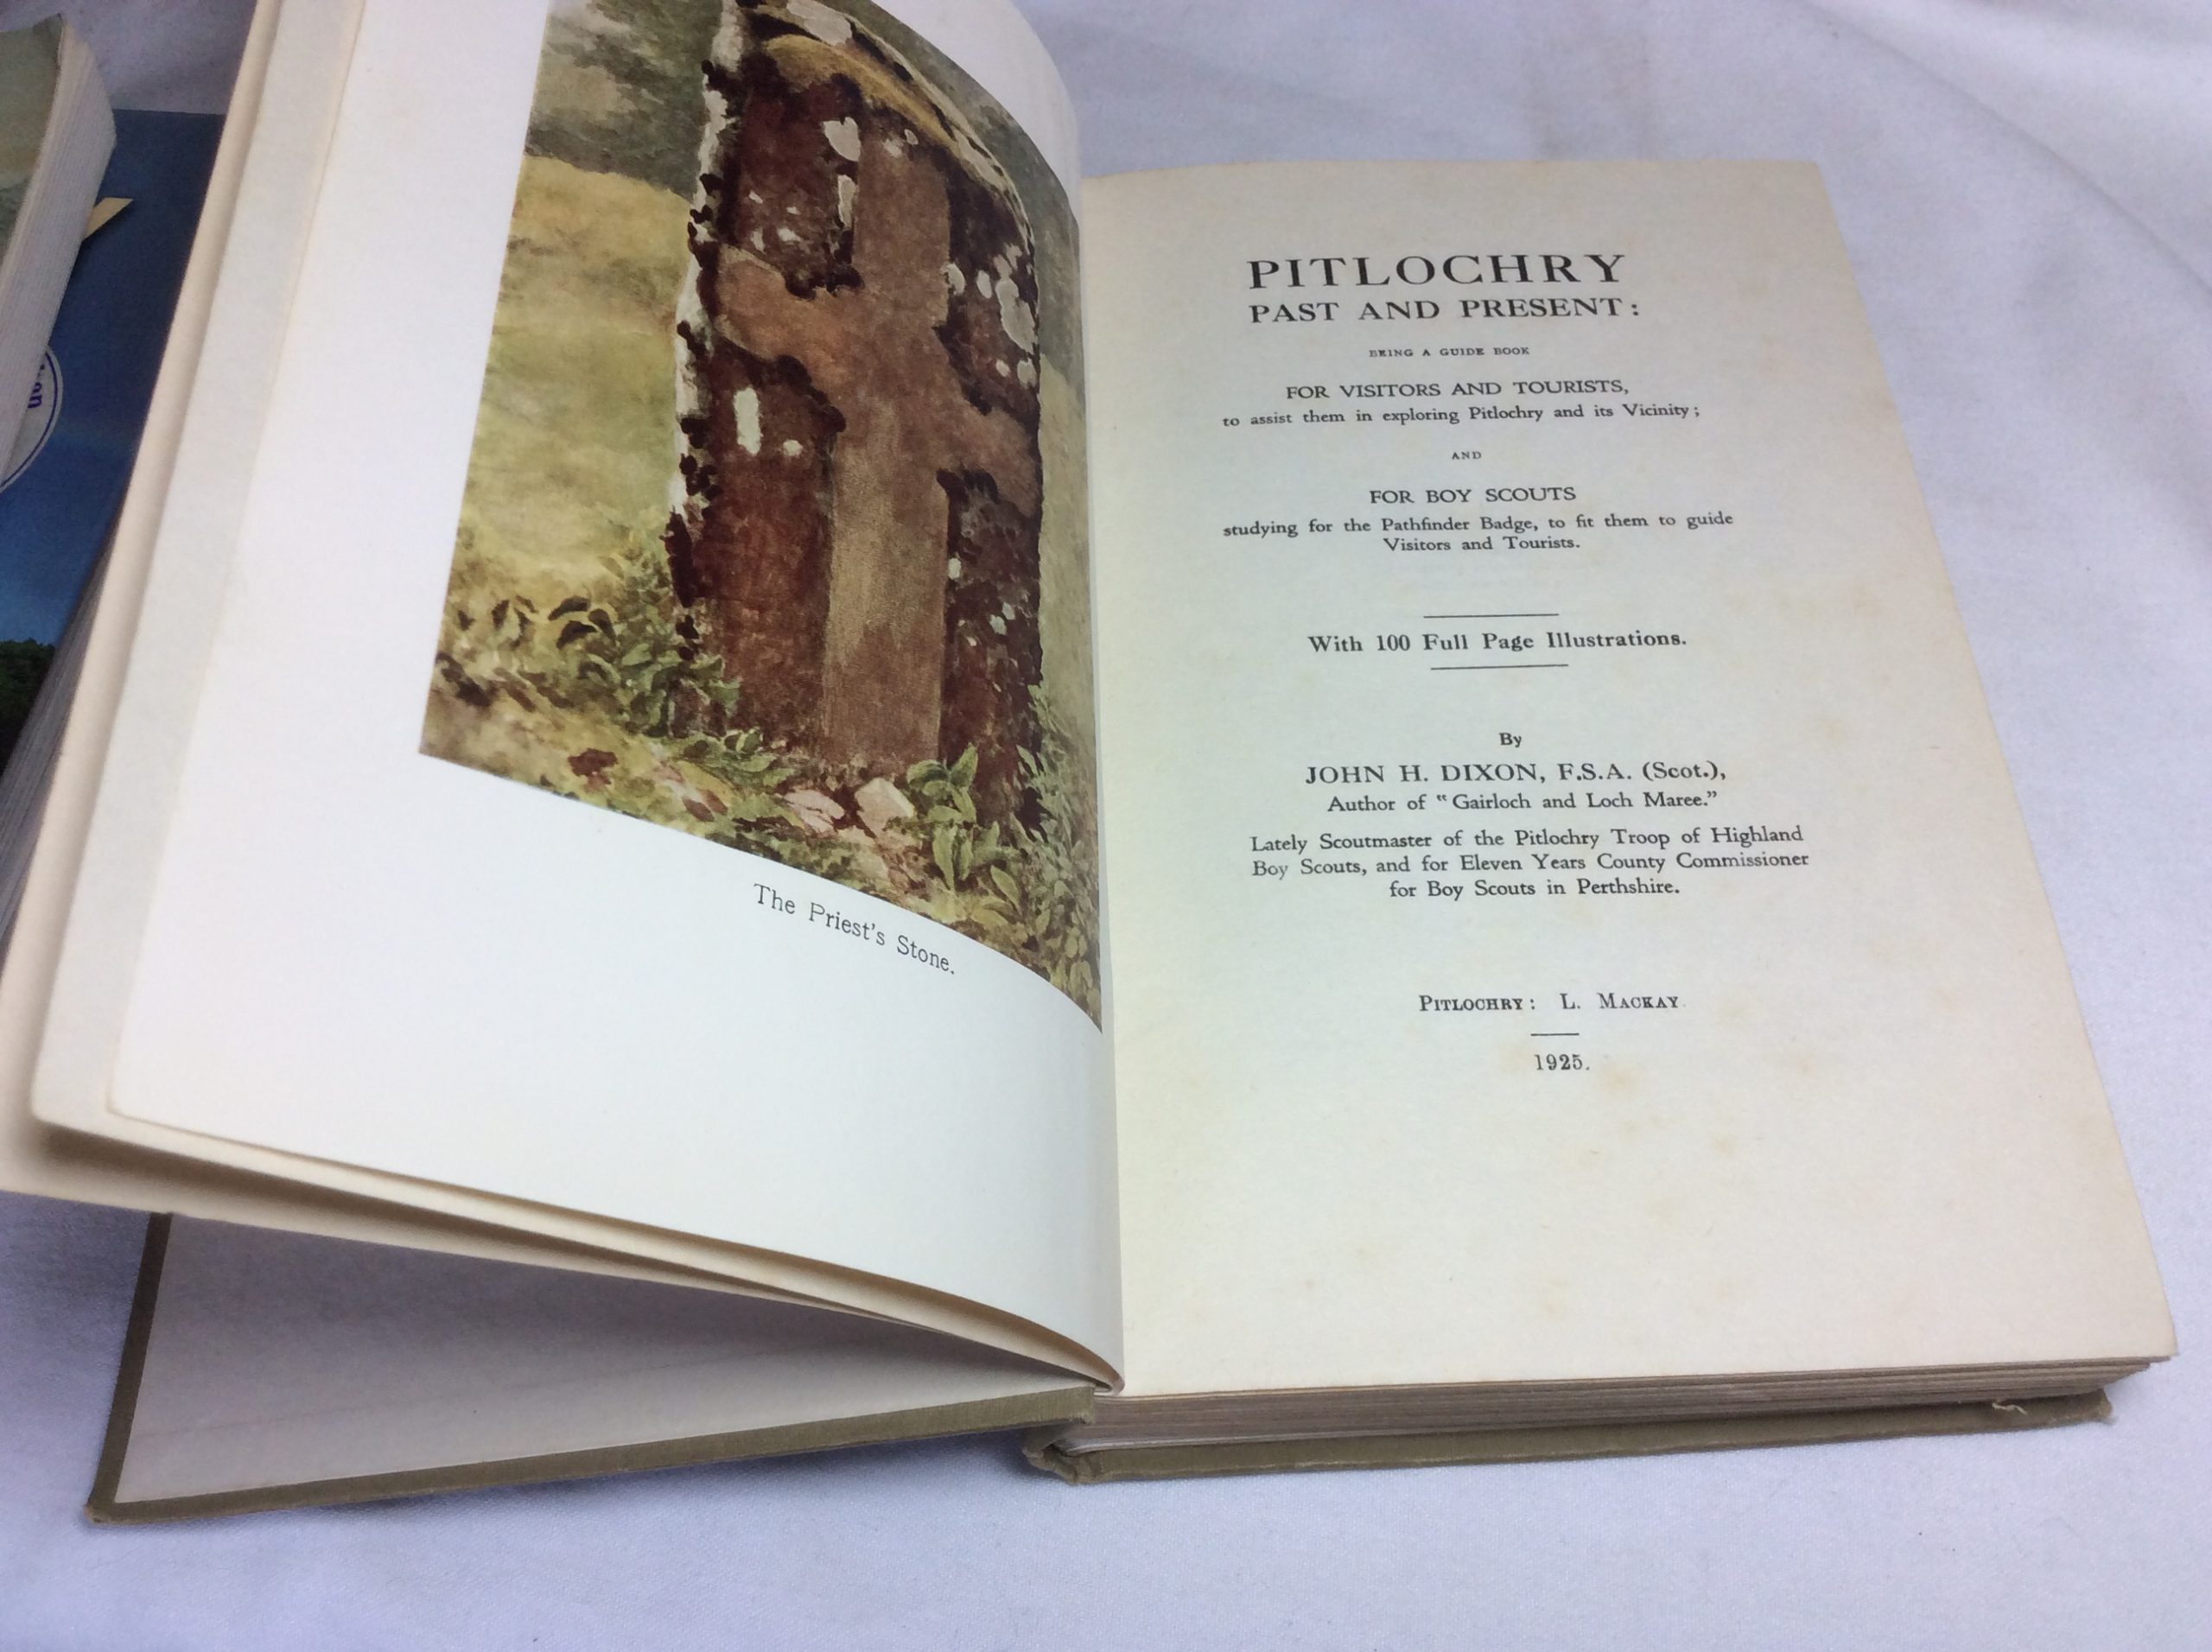 The Priest's Stone.
PITLOCHRY
PAST AND PRESENT:
BEING A GUIDE BOOK
FOR VISITORS AND TOURISTS,
to assist them in exploring Pitlochry and its Vicinity;
AND
FOR BOY SCOUTS
studying for the Pathfinder Badge, to fit them to guide
Visitors and Tourists.
With 100 Full Page Illustrations.
By
JOHN H. DIXON, F.S.A. (Scot.),
Author of "Gairloch and Loch Maree."
Lately Scoutmaster of the Pitlochry Troop of Highland
Boy Scouts, and for Eleven Years County Commissioner
for Boy Scouts in Perthshire.
PITLOCHRY: L. MACKAY
1925.